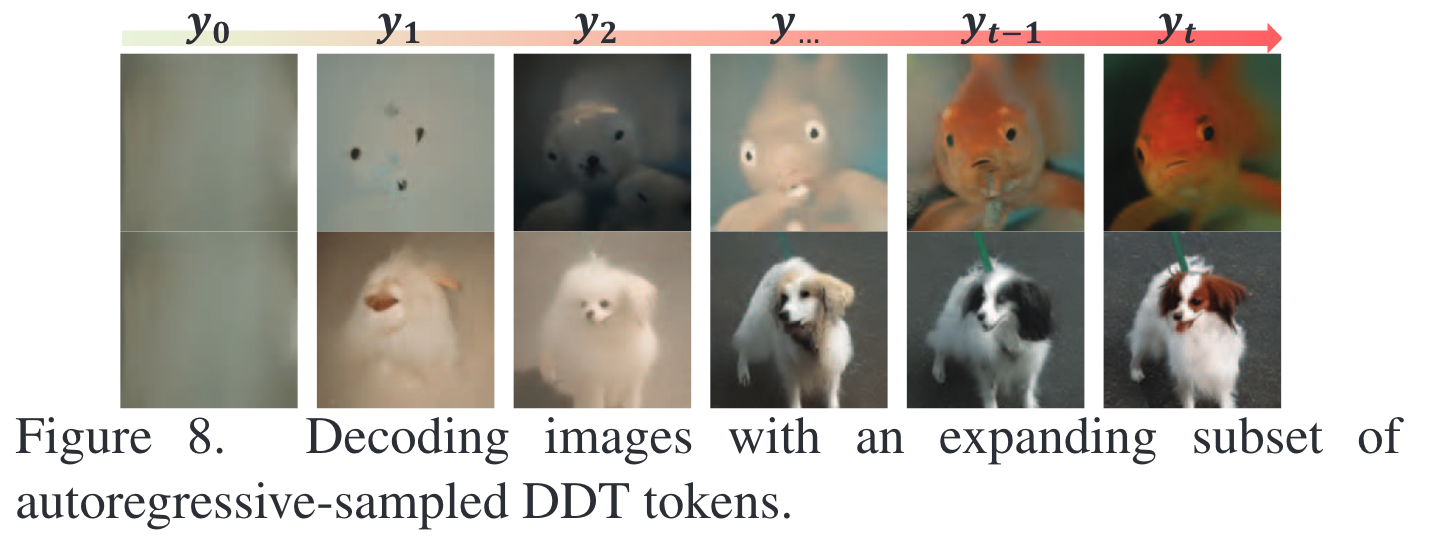 y₀ y₁ y₂ y... yₜ₋₁ yₜ
Figure 8. Decoding images with an expanding subset of
autoregressive-sampled DDT tokens.